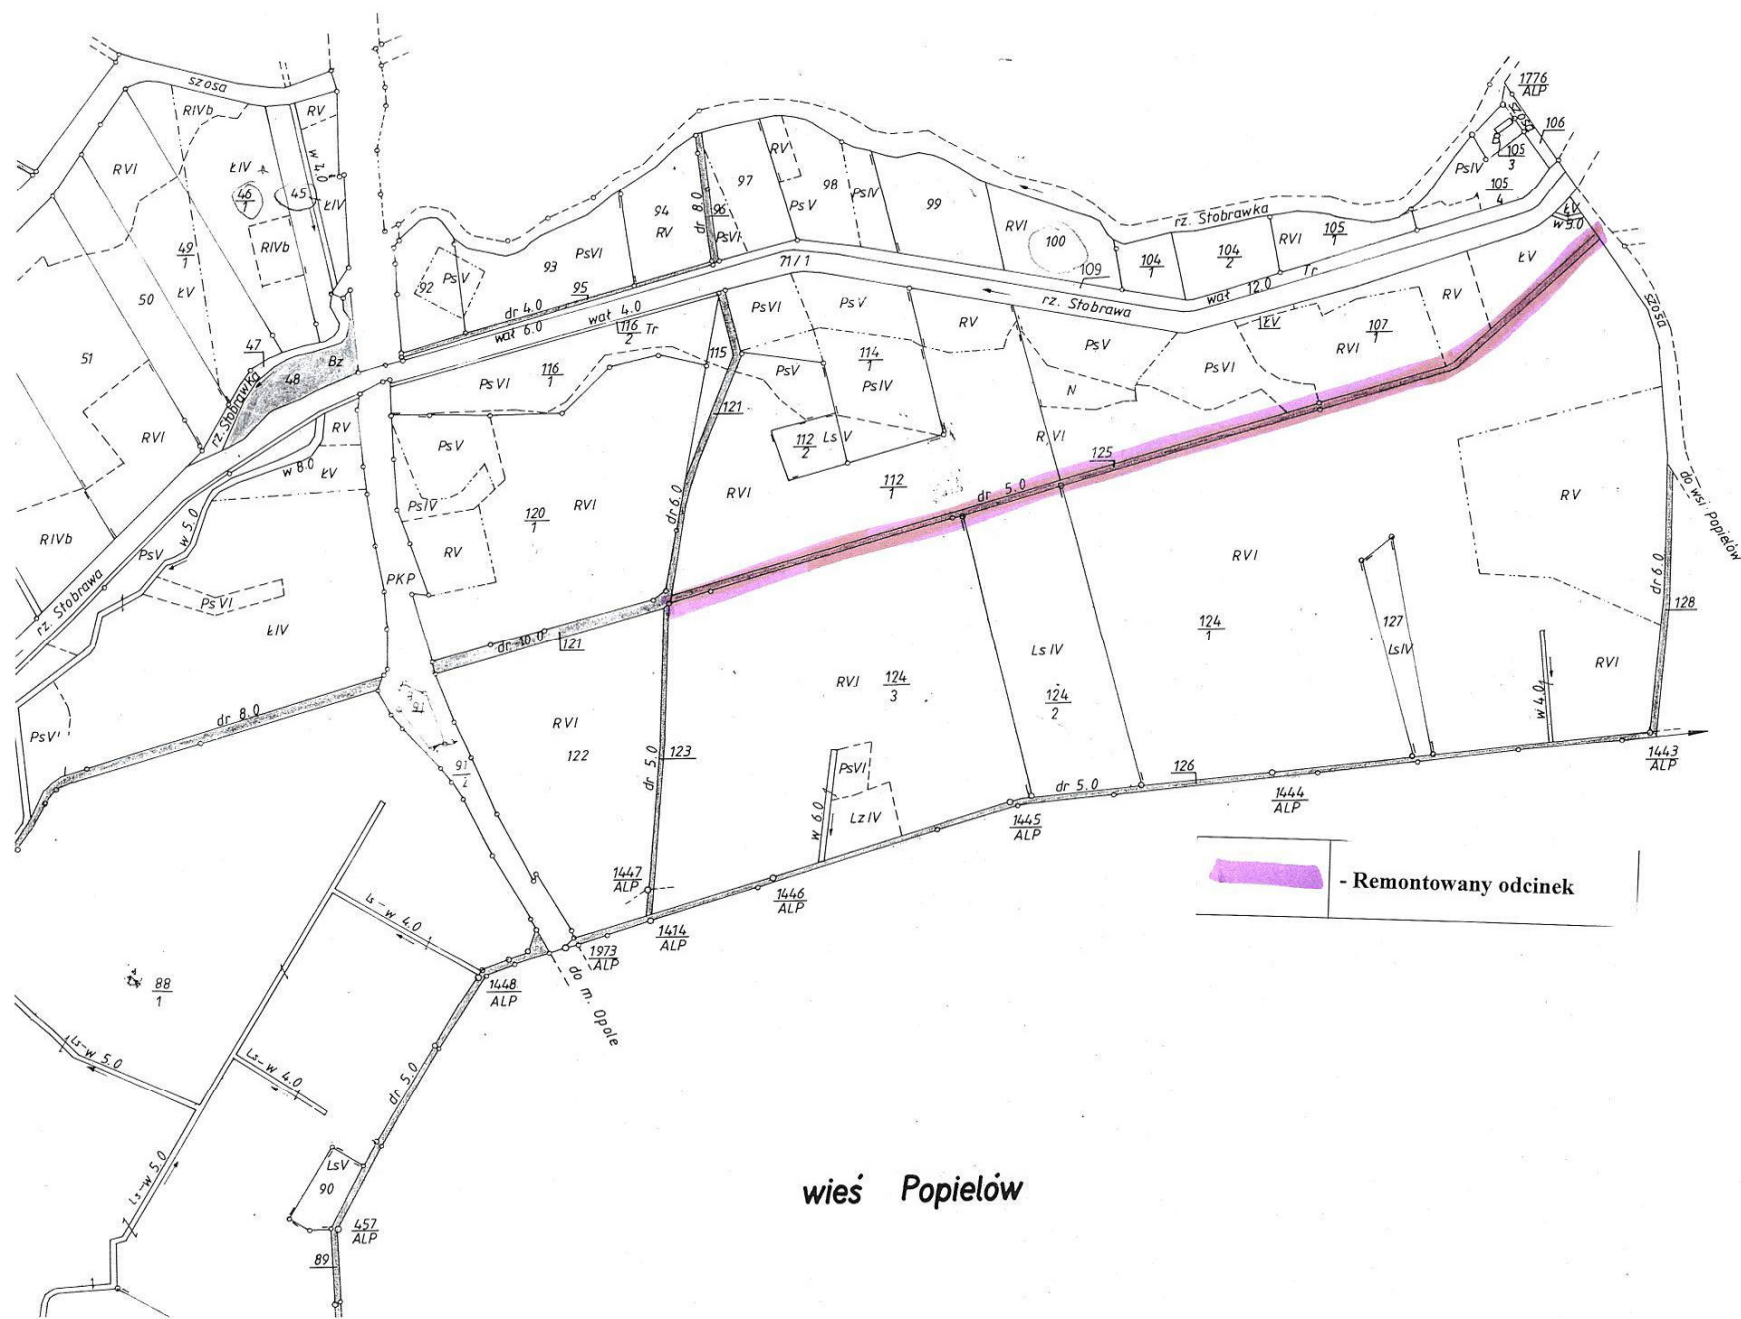 szosa
RIVb
RV
w 4.0
RVI
ŁIV
46/1
45
ŁIV
RIVb
49/1
ŁV
50
51
47
48
Bz
rz. Stobrawka
RVI
RIVb
RV
w 8.0
ŁV
w 5.0
PsV
rz. Stobrawa
PsVI
ŁIV
PsV
92
93
PsVI
94
RV
dr 8.0
96
PsVI
97
RV
PsV
98
PsIV
99
RVI
100
rz. Stobrawka
104/1
104/2
RVI
105/1
105/4
PsIV
B
105/3
szosa
106
1776/ALP
ŁV
w 3.0
ŁV
95
dr 4.0
wał 6.0
wał 4.0
71/1
109
rz. Stobrawa
wał 12.0
Tr
116/2 Tr
115
116/1
PsVI
PsVI
PsV
114/1
PsIV
PsV
RV
PsV
N
PsVI
ŁV
107/1
RVI
RV
szosa
121
112/2
LsV
112/1
RVI
RVI
125
dr 5.0
PsV
PsIV
RV
120/1
RVI
dr 6.0
PKP
dr 10.0
121
dr 8.0
91/2
RVI
122
dr 5.0
123
RVI
124/3
LsIV
124/2
RVI
124/1
127
LsIV
RV
do wsi Popielów
dr 6.0
128
RVI
w 4.0
PsVI
w 6.0
LzIV
dr 5.0
126
1443/ALP
1444/ALP
1445/ALP
1446/ALP
1447/ALP
1414/ALP
1973/ALP
1448/ALP
do m. Opole
- Remontowany odcinek
Ls-w 4.0
88/1
Ls-w 5.0
Ls-w 4.0
dr 5.0
Ls-w 5.0
LsV
90
457/ALP
89
wieś Popielów